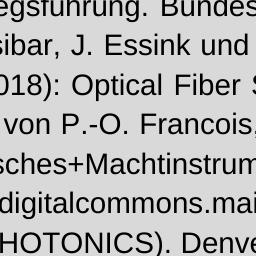 egsführung. Bundes
sibar, J. Essink und
018): Optical Fiber S
von P.-O. Francois,
sches+Machtinstrum
digitalcommons.mai
HOTONICS). Denve